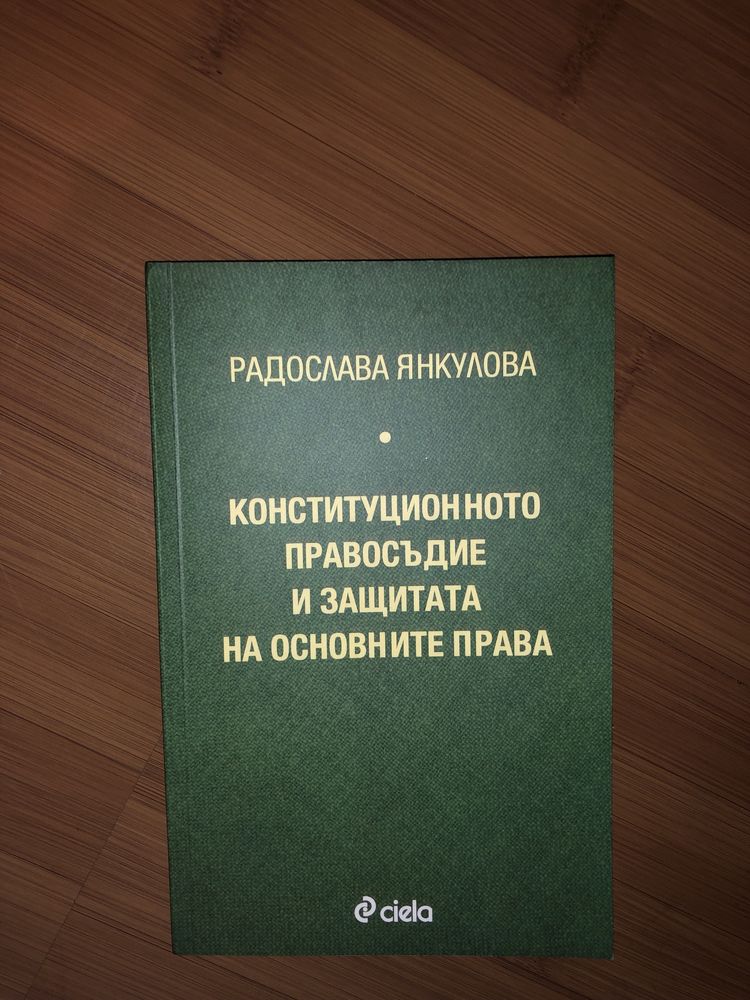 РАДОСЛАВА ЯНКУЛОВА
КОНСТИТУЦИОННОТО
ПРАВОСЪДИЕ
И ЗАЩИТАТА
НА ОСНОВНИТЕ ПРАВА
ciela